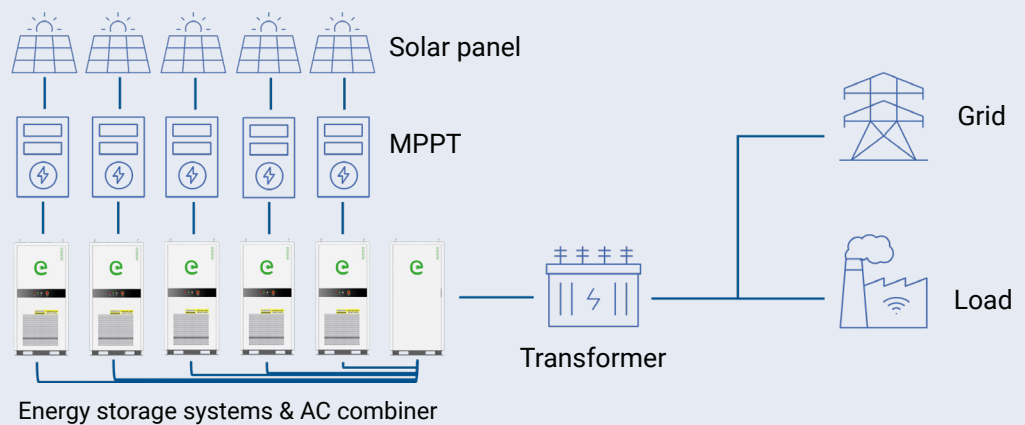 Solar panel
MPPT
Grid
Load
Transformer
Energy storage systems & AC combiner